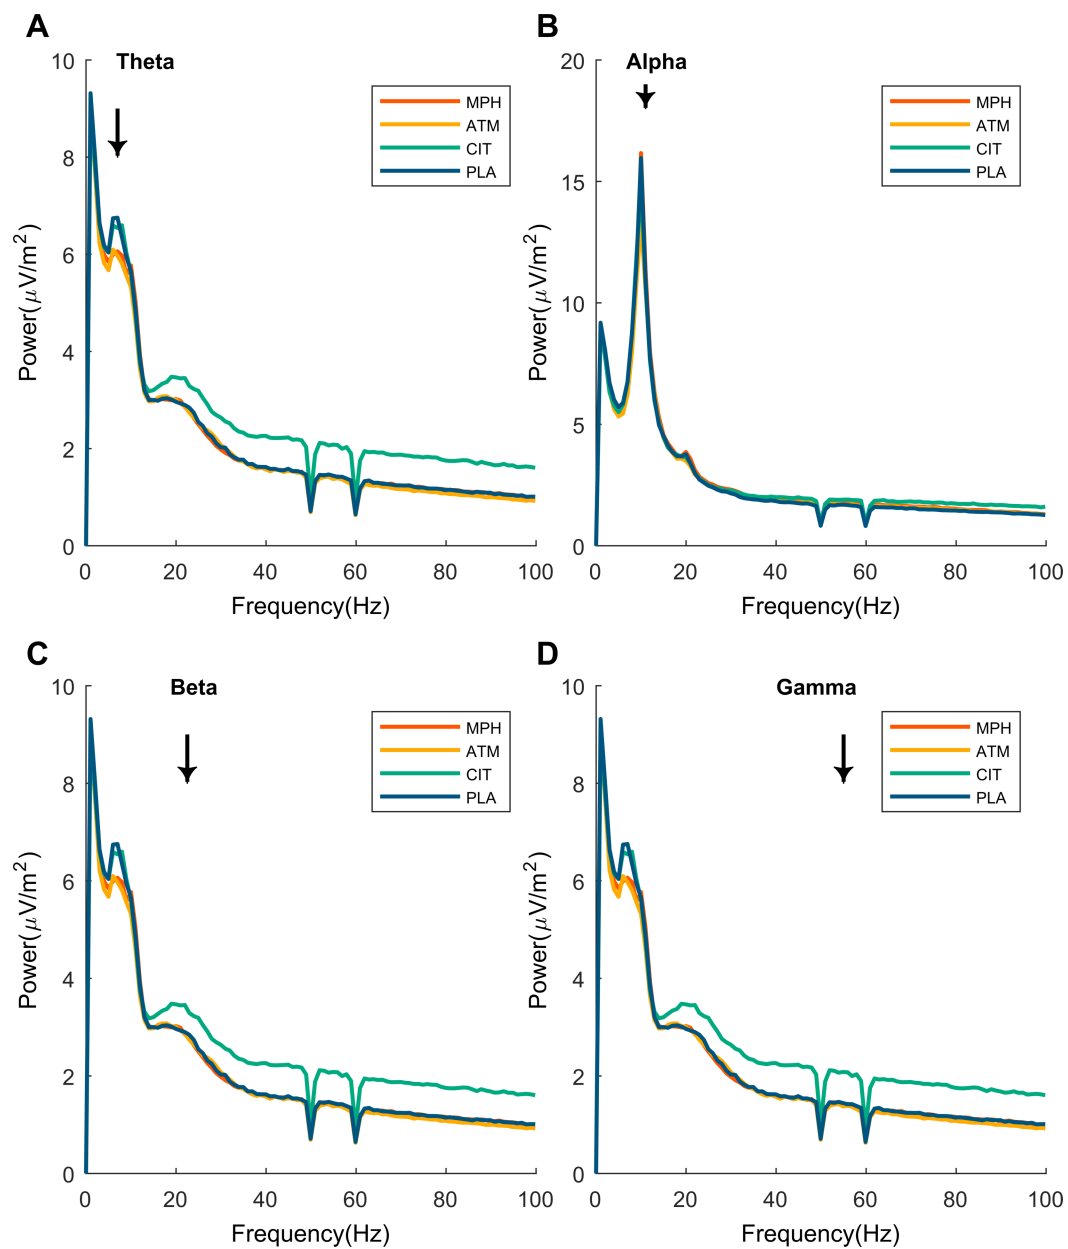 A
Theta
10
8
6
4
2
0
0 20 40 60 80 100
Power(μV/m²)
Frequency(Hz)
MPH
ATM
CIT
PLA
B
Alpha
20
15
10
5
0
0 20 40 60 80 100
Power(μV/m²)
Frequency(Hz)
MPH
ATM
CIT
PLA
C
Beta
10
8
6
4
2
0
0 20 40 60 80 100
Power(μV/m²)
Frequency(Hz)
MPH
ATM
CIT
PLA
D
Gamma
10
8
6
4
2
0
0 20 40 60 80 100
Power(μV/m²)
Frequency(Hz)
MPH
ATM
CIT
PLA